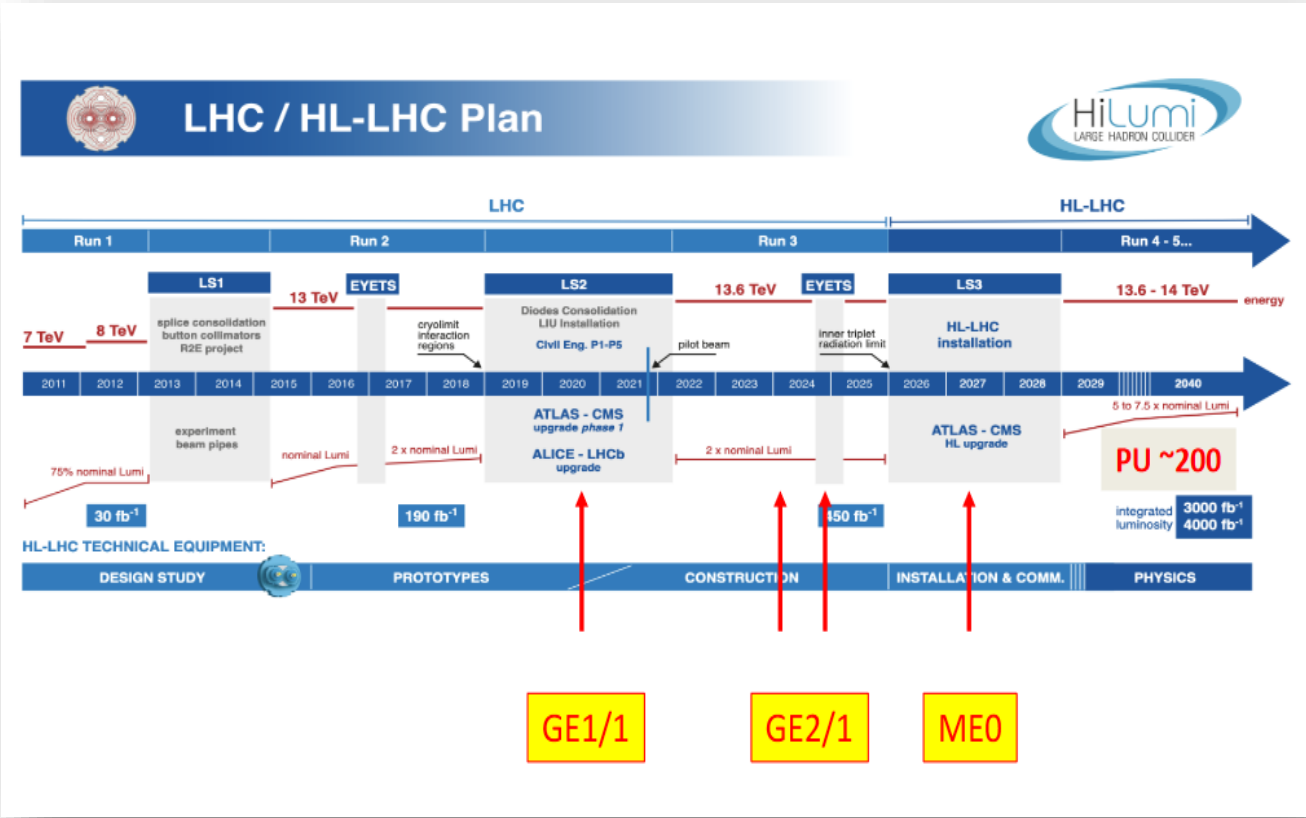 LHC / HL-LHC Plan
HiLumi
LARGE HADRON COLLIDER
LHC
HL-LHC
Run 1
Run 2
Run 3
Run 4 - 5...
LS1
EYETS
LS2
EYETS
LS3
13 TeV
13.6 TeV
13.6 - 14 TeV
energy
7 TeV
8 TeV
splice consolidation
button collimators
R2E project
cryolimit
interaction
regions
Diodes Consolidation
LIU Installation
Civil Eng. P1-P5
pilot beam
inner triplet
radiation limit
HL-LHC
installation
2011
2012
2013
2014
2015
2016
2017
2018
2019
2020
2021
2022
2023
2024
2025
2026
2027
2028
2029
2040
5 to 7.5 x nominal Lumi
experiment
beam pipes
ATLAS - CMS
upgrade phase 1
ALICE - LHCb
upgrade
ATLAS - CMS
HL upgrade
75% nominal Lumi
nominal Lumi
2 x nominal Lumi
2 x nominal Lumi
PU ~200
30 fb-1
190 fb-1
450 fb-1
integrated
luminosity
3000 fb-1
4000 fb-1
HL-LHC TECHNICAL EQUIPMENT:
DESIGN STUDY
PROTOTYPES
CONSTRUCTION
INSTALLATION & COMM.
PHYSICS
GE1/1
GE2/1
ME0